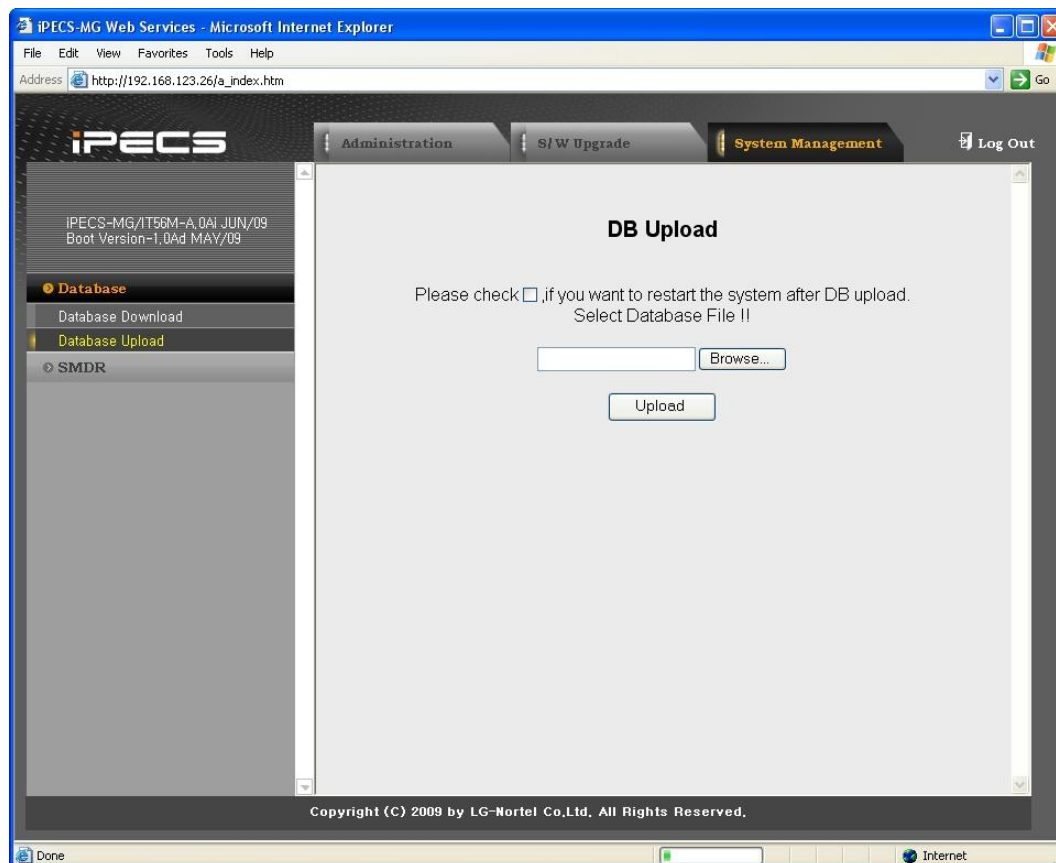 iPECS-MG Web Services - Microsoft Internet Explorer
File Edit View Favorites Tools Help
Address http://192.168.123.26/a_index.htm Go
iPECS
Administration
S/W Upgrade
System Management
Log Out
iPECS-MG/IT56M-A,0Ai JUN/09
Boot Version-1,0Ad MAY/09
Database
Database Download
Database Upload
SMDR
DB Upload
Please check ,if you want to restart the system after DB upload.
Select Database File !!
Browse...
Upload
Copyright (C) 2009 by LG-Nortel Co,Ltd, All Rights Reserved,
Done Internet